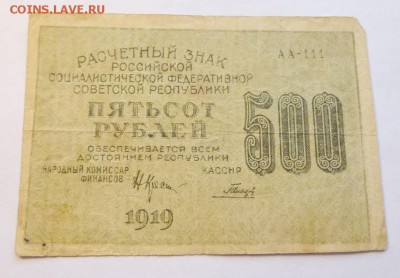 COINS.LAVE.RU
РАСЧЕТНЫЙ ЗНАК
РОССИЙСКОЙ
СОЦИАЛИСТИЧЕСКОЙ ФЕДЕРАТИВНОЙ
СОВЕТСКОЙ РЕСПУБЛИКИ
АА-111
ПЯТЬСОТ
РУБЛЕЙ
500
ОБЕСПЕЧИВАЕТСЯ ВСЕМ
ДОСТОЯНИЕМ РЕСПУБЛИКИ
НАРОДНЫЙ КОМИССАР
ФИНАНСОВ
КАССИР
1919